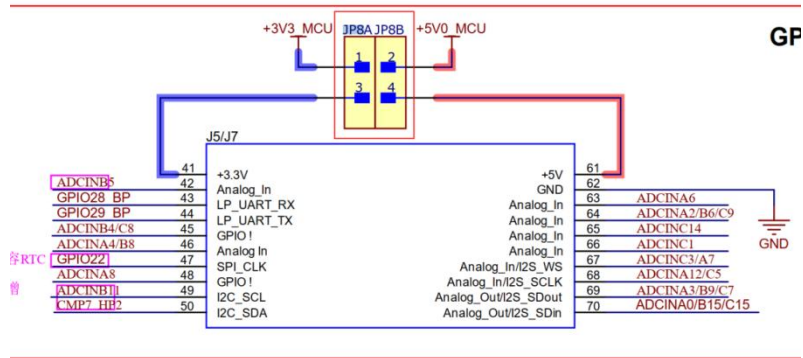 GP
+3V3_MCU JP8A JP8B +5V0_MCU
1 2
3 4
J5/J7
41 +3.3V +5V 61
ADCINB5 42 Analog_In GND 62
GPIO28_BP 43 LP_UART_RX Analog_In 63 ADCINA6
GPIO29_BP 44 LP_UART_TX Analog_In 64 ADCINA2/B6/C9
ADCINB4/C8 45 GPIO ! Analog_In 65 ADCINC14
ADCINA4/B8 46 Analog In Analog_In 66 ADCINC1
容RTC GPIO22 47 SPI_CLK Analog_In/I2S_WS 67 ADCINC3/A7
ADCINA8 48 GPIO ! Analog_In/I2S_SCLK 68 ADCINA12/C5
ADCINB11 49 I2C_SCL Analog_Out/I2S_SDout 69 ADCINA3/B9/C7
CMP7_HP2 50 I2C_SDA Analog_Out/I2S_SDin 70 ADCINA0/B15/C15
GND